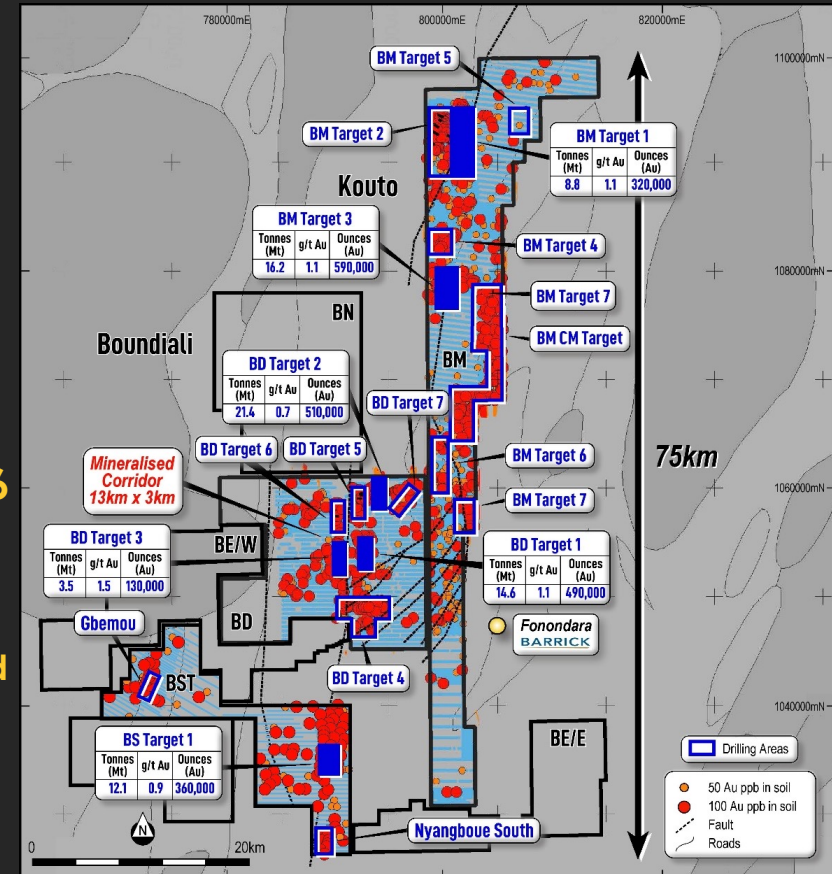 780000mE
800000mE
820000mE
1100000mN
BM Target 5
BM Target 2
BM Target 1
Tonnes (Mt) g/t Au Ounces (Au)
8.8 1.1 320,000
Kouto
BM Target 3
Tonnes (Mt) g/t Au Ounces (Au)
16.2 1.1 590,000
BM Target 4
1080000mN
BM Target 7
BN
BM CM Target
Boundiali
BM
BD Target 2
Tonnes (Mt) g/t Au Ounces (Au)
21.4 0.7 510,000
BD Target 7
BD Target 6
BD Target 5
BM Target 6
75km
Mineralised
Corridor
13km x 3km
1060000mN
BM Target 7
BD Target 3
Tonnes (Mt) g/t Au Ounces (Au)
3.5 1.5 130,000
BE/W
BD Target 1
Tonnes (Mt) g/t Au Ounces (Au)
14.6 1.1 490,000
Gbemou
BD
Fonondara
BARRICK
BST
BD Target 4
1040000mN
BS Target 1
Tonnes (Mt) g/t Au Ounces (Au)
12.1 0.9 360,000
BE/E
Drilling Areas
50 Au ppb in soil
100 Au ppb in soil
Fault
Roads
N
Nyangboue South
0 20km